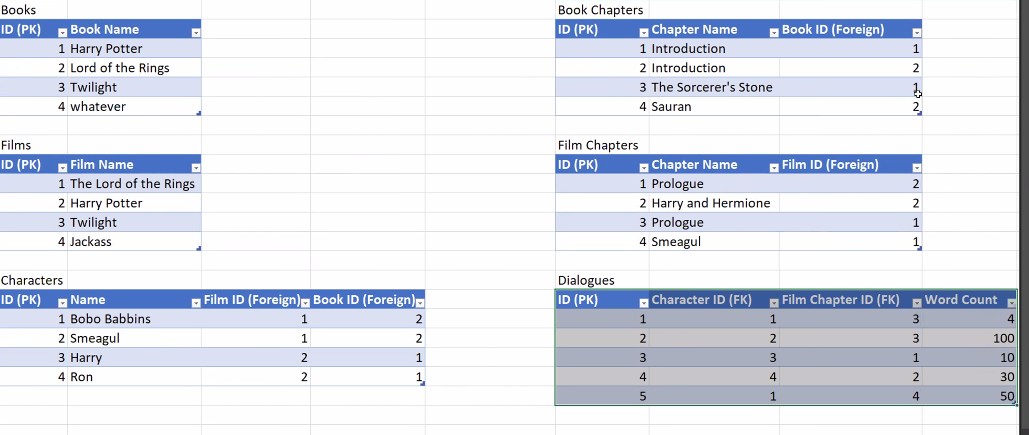 Books
ID (PK) Book Name
1 Harry Potter
2 Lord of the Rings
3 Twilight
4 whatever
Book Chapters
ID (PK) Chapter Name Book ID (Foreign)
1 Introduction 1
2 Introduction 2
3 The Sorcerer's Stone 1
4 Sauran 2
Films
ID (PK) Film Name
1 The Lord of the Rings
2 Harry Potter
3 Twilight
4 Jackass
Film Chapters
ID (PK) Chapter Name Film ID (Foreign)
1 Prologue 2
2 Harry and Hermione 2
3 Prologue 1
4 Smeagul 1
Characters
ID (PK) Name Film ID (Foreign) Book ID (Foreign)
1 Bobo Babbins 1 2
2 Smeagul 1 2
3 Harry 2 1
4 Ron 2 1
Dialogues
ID (PK) Character ID (FK) Film Chapter ID (FK) Word Count
1 1 3 4
2 2 3 100
3 3 1 10
4 4 2 30
5 1 4 50